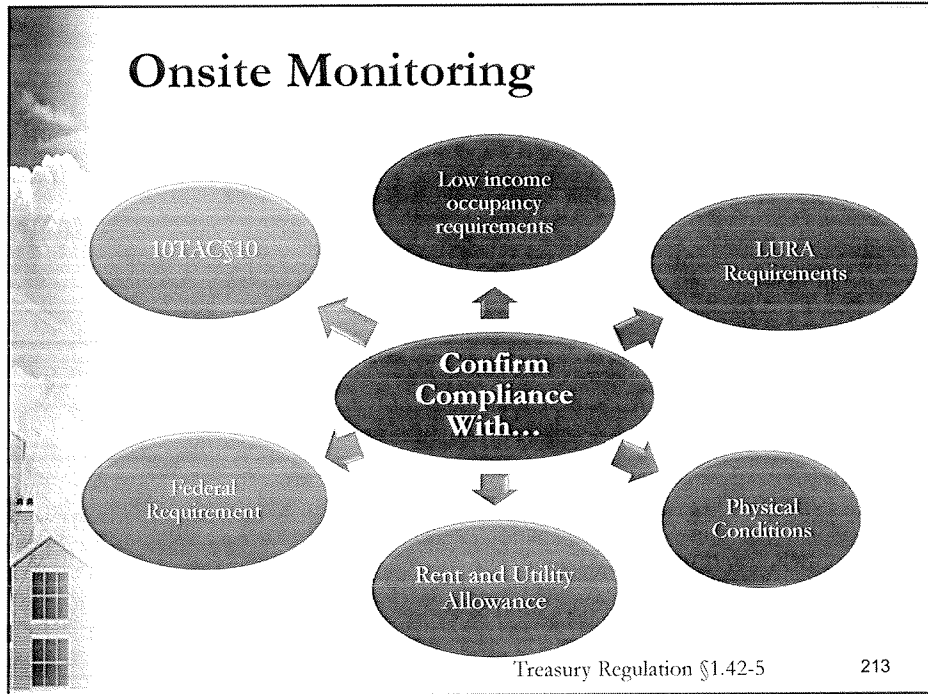 Onsite Monitoring
Low income
occupancy
requirements
10TAC§10
LURA
Requirements
Confirm
Compliance
With...
Federal
Requirement
Physical
Conditions
Rent and Utility
Allowance
Treasury Regulation §1.42-5
213